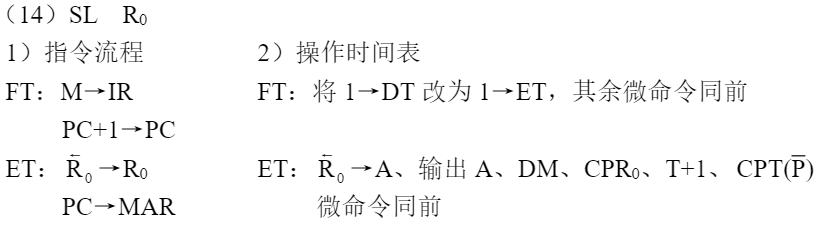 （14）SL　R₀
1）指令流程　2）操作时间表
FT：M→IR　FT：将 1→DT 改为 1→ET，其余微命令同前
PC+1→PC
ET：R⃖₀→R₀　ET：R⃖₀→A、输出 A、DM、CPR₀、T+1、CPT(P̅)
PC→MAR　微命令同前